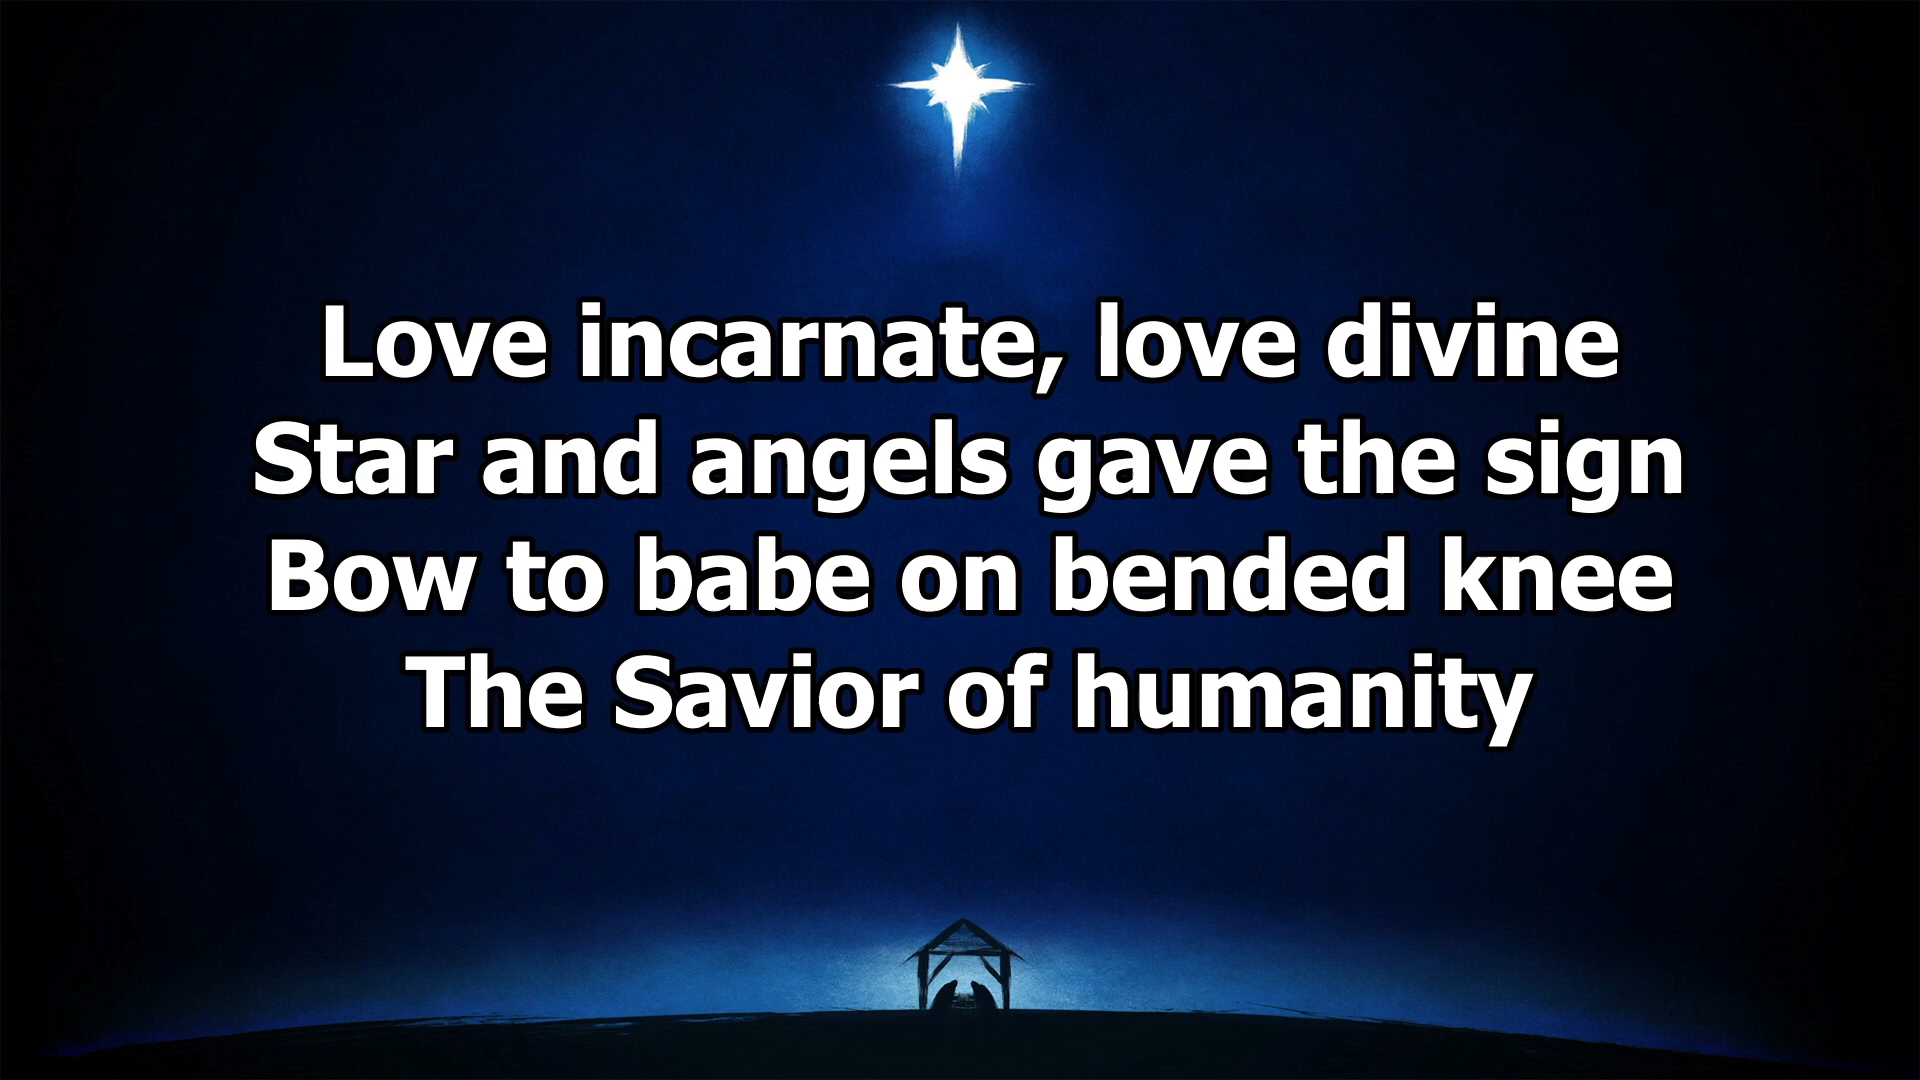 Love incarnate, love divine
Star and angels gave the sign
Bow to babe on bended knee
The Savior of humanity